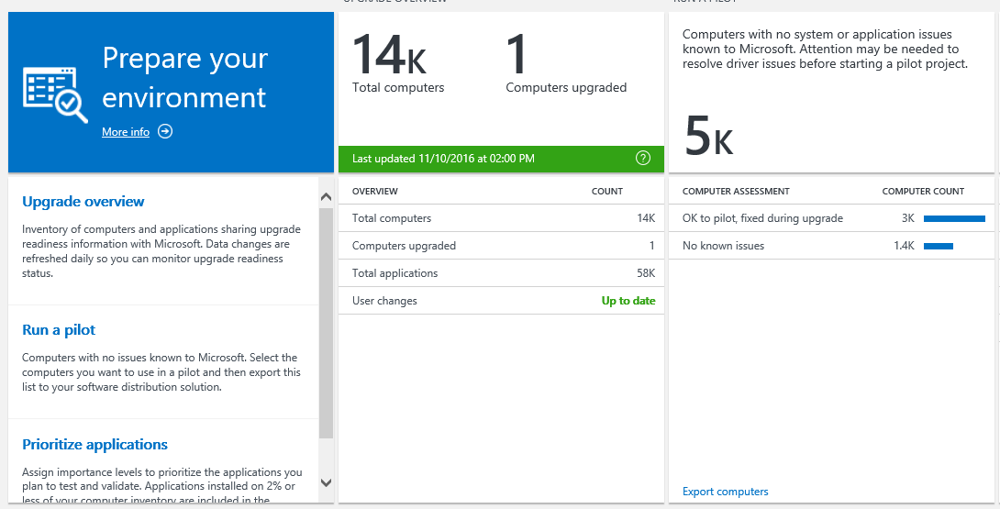 UPGRADE OVERVIEW
RUN A PILOT
Prepare your
environment
More info
Upgrade overview
Inventory of computers and applications sharing upgrade
readiness information with Microsoft. Data changes are
refreshed daily so you can monitor upgrade readiness
status.
Run a pilot
Computers with no issues known to Microsoft. Select the
computers you want to use in a pilot and then export this
list to your software distribution solution.
Prioritize applications
Assign importance levels to prioritize the applications you
plan to test and validate. Applications installed on 2% or
less of your computer inventory are included in the
14K 1
Total computers Computers upgraded
Last updated 11/10/2016 at 02:00 PM ?
OVERVIEW COUNT
Total computers 14K
Computers upgraded 1
Total applications 58K
User changes Up to date
Computers with no system or application issues
known to Microsoft. Attention may be needed to
resolve driver issues before starting a pilot project.
5K
COMPUTER ASSESSMENT COMPUTER COUNT
OK to pilot, fixed during upgrade 3K
No known issues 1.4K
Export computers